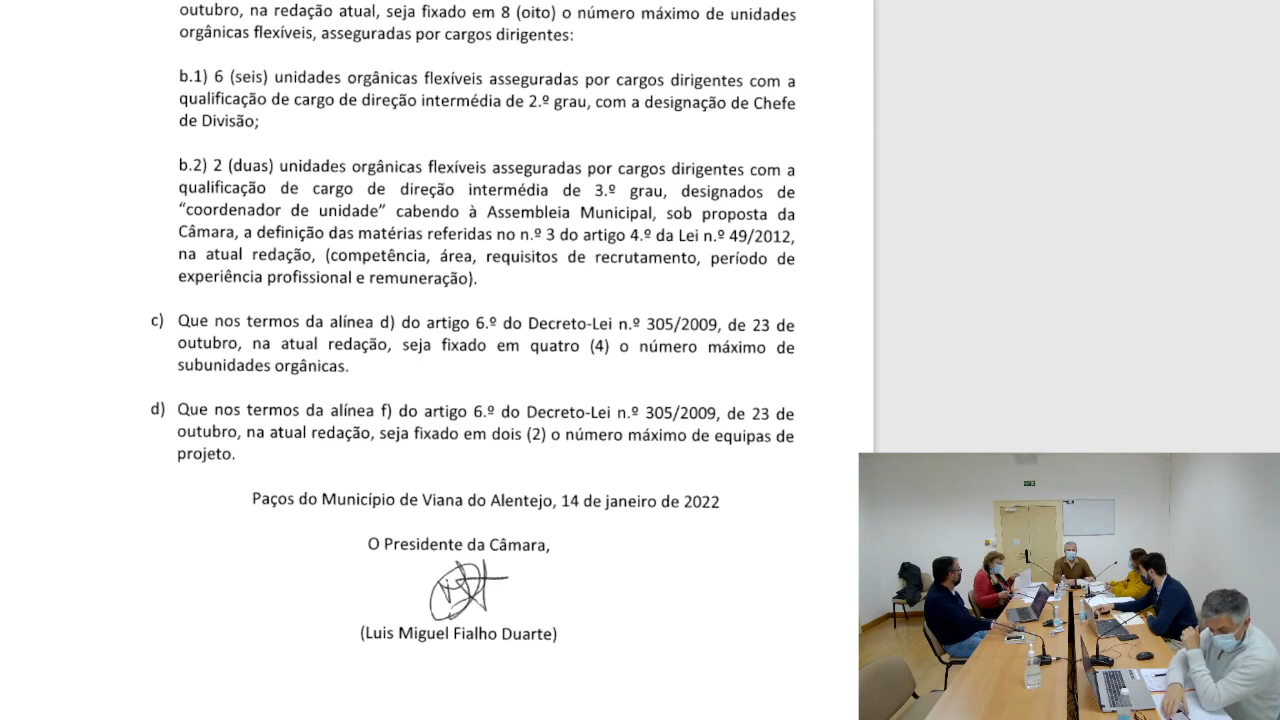 outubro, na redação atual, seja fixado em 8 (oito) o número máximo de unidades
orgânicas flexíveis, asseguradas por cargos dirigentes:
b.1) 6 (seis) unidades orgânicas flexíveis asseguradas por cargos dirigentes com a
qualificação de cargo de direção intermédia de 2.º grau, com a designação de Chefe
de Divisão;
b.2) 2 (duas) unidades orgânicas flexíveis asseguradas por cargos dirigentes com a
qualificação de cargo de direção intermédia de 3.º grau, designados de
“coordenador de unidade” cabendo à Assembleia Municipal, sob proposta da
Câmara, a definição das matérias referidas no n.º 3 do artigo 4.º da Lei n.º 49/2012,
na atual redação, (competência, área, requisitos de recrutamento, período de
experiência profissional e remuneração).
c) Que nos termos da alínea d) do artigo 6.º do Decreto-Lei n.º 305/2009, de 23 de
outubro, na atual redação, seja fixado em quatro (4) o número máximo de
subunidades orgânicas.
d) Que nos termos da alínea f) do artigo 6.º do Decreto-Lei n.º 305/2009, de 23 de
outubro, na atual redação, seja fixado em dois (2) o número máximo de equipas de
projeto.
Paços do Município de Viana do Alentejo, 14 de janeiro de 2022
O Presidente da Câmara,
(Luis Miguel Fialho Duarte)